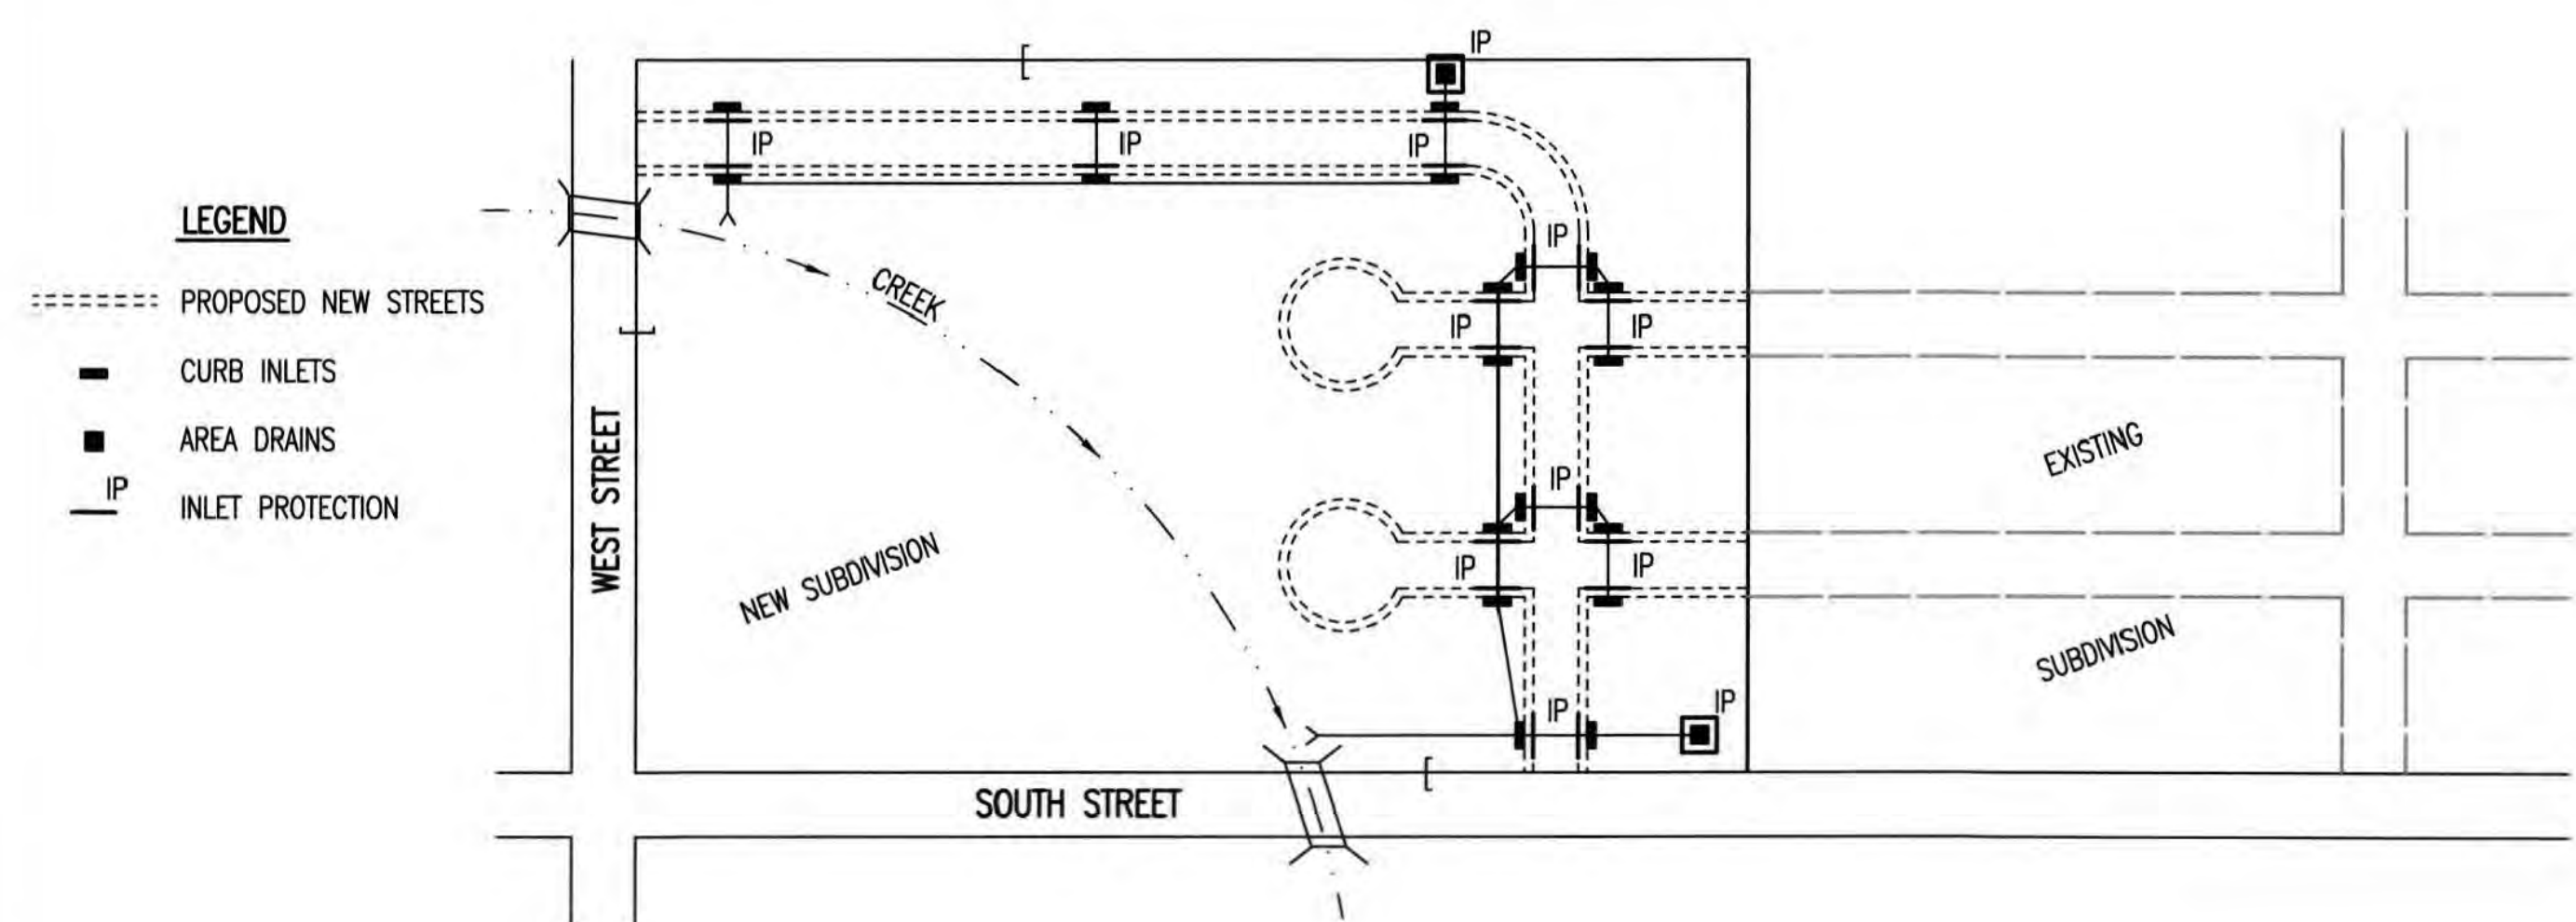 LEGEND
PROPOSED NEW STREETS
CURB INLETS
AREA DRAINS
IP
INLET PROTECTION
WEST STREET
SOUTH STREET
CREEK
NEW SUBDIVISION
EXISTING
SUBDIVISION
IP
IP
IP
IP
IP
IP
IP
IP
IP
IP
IP
IP